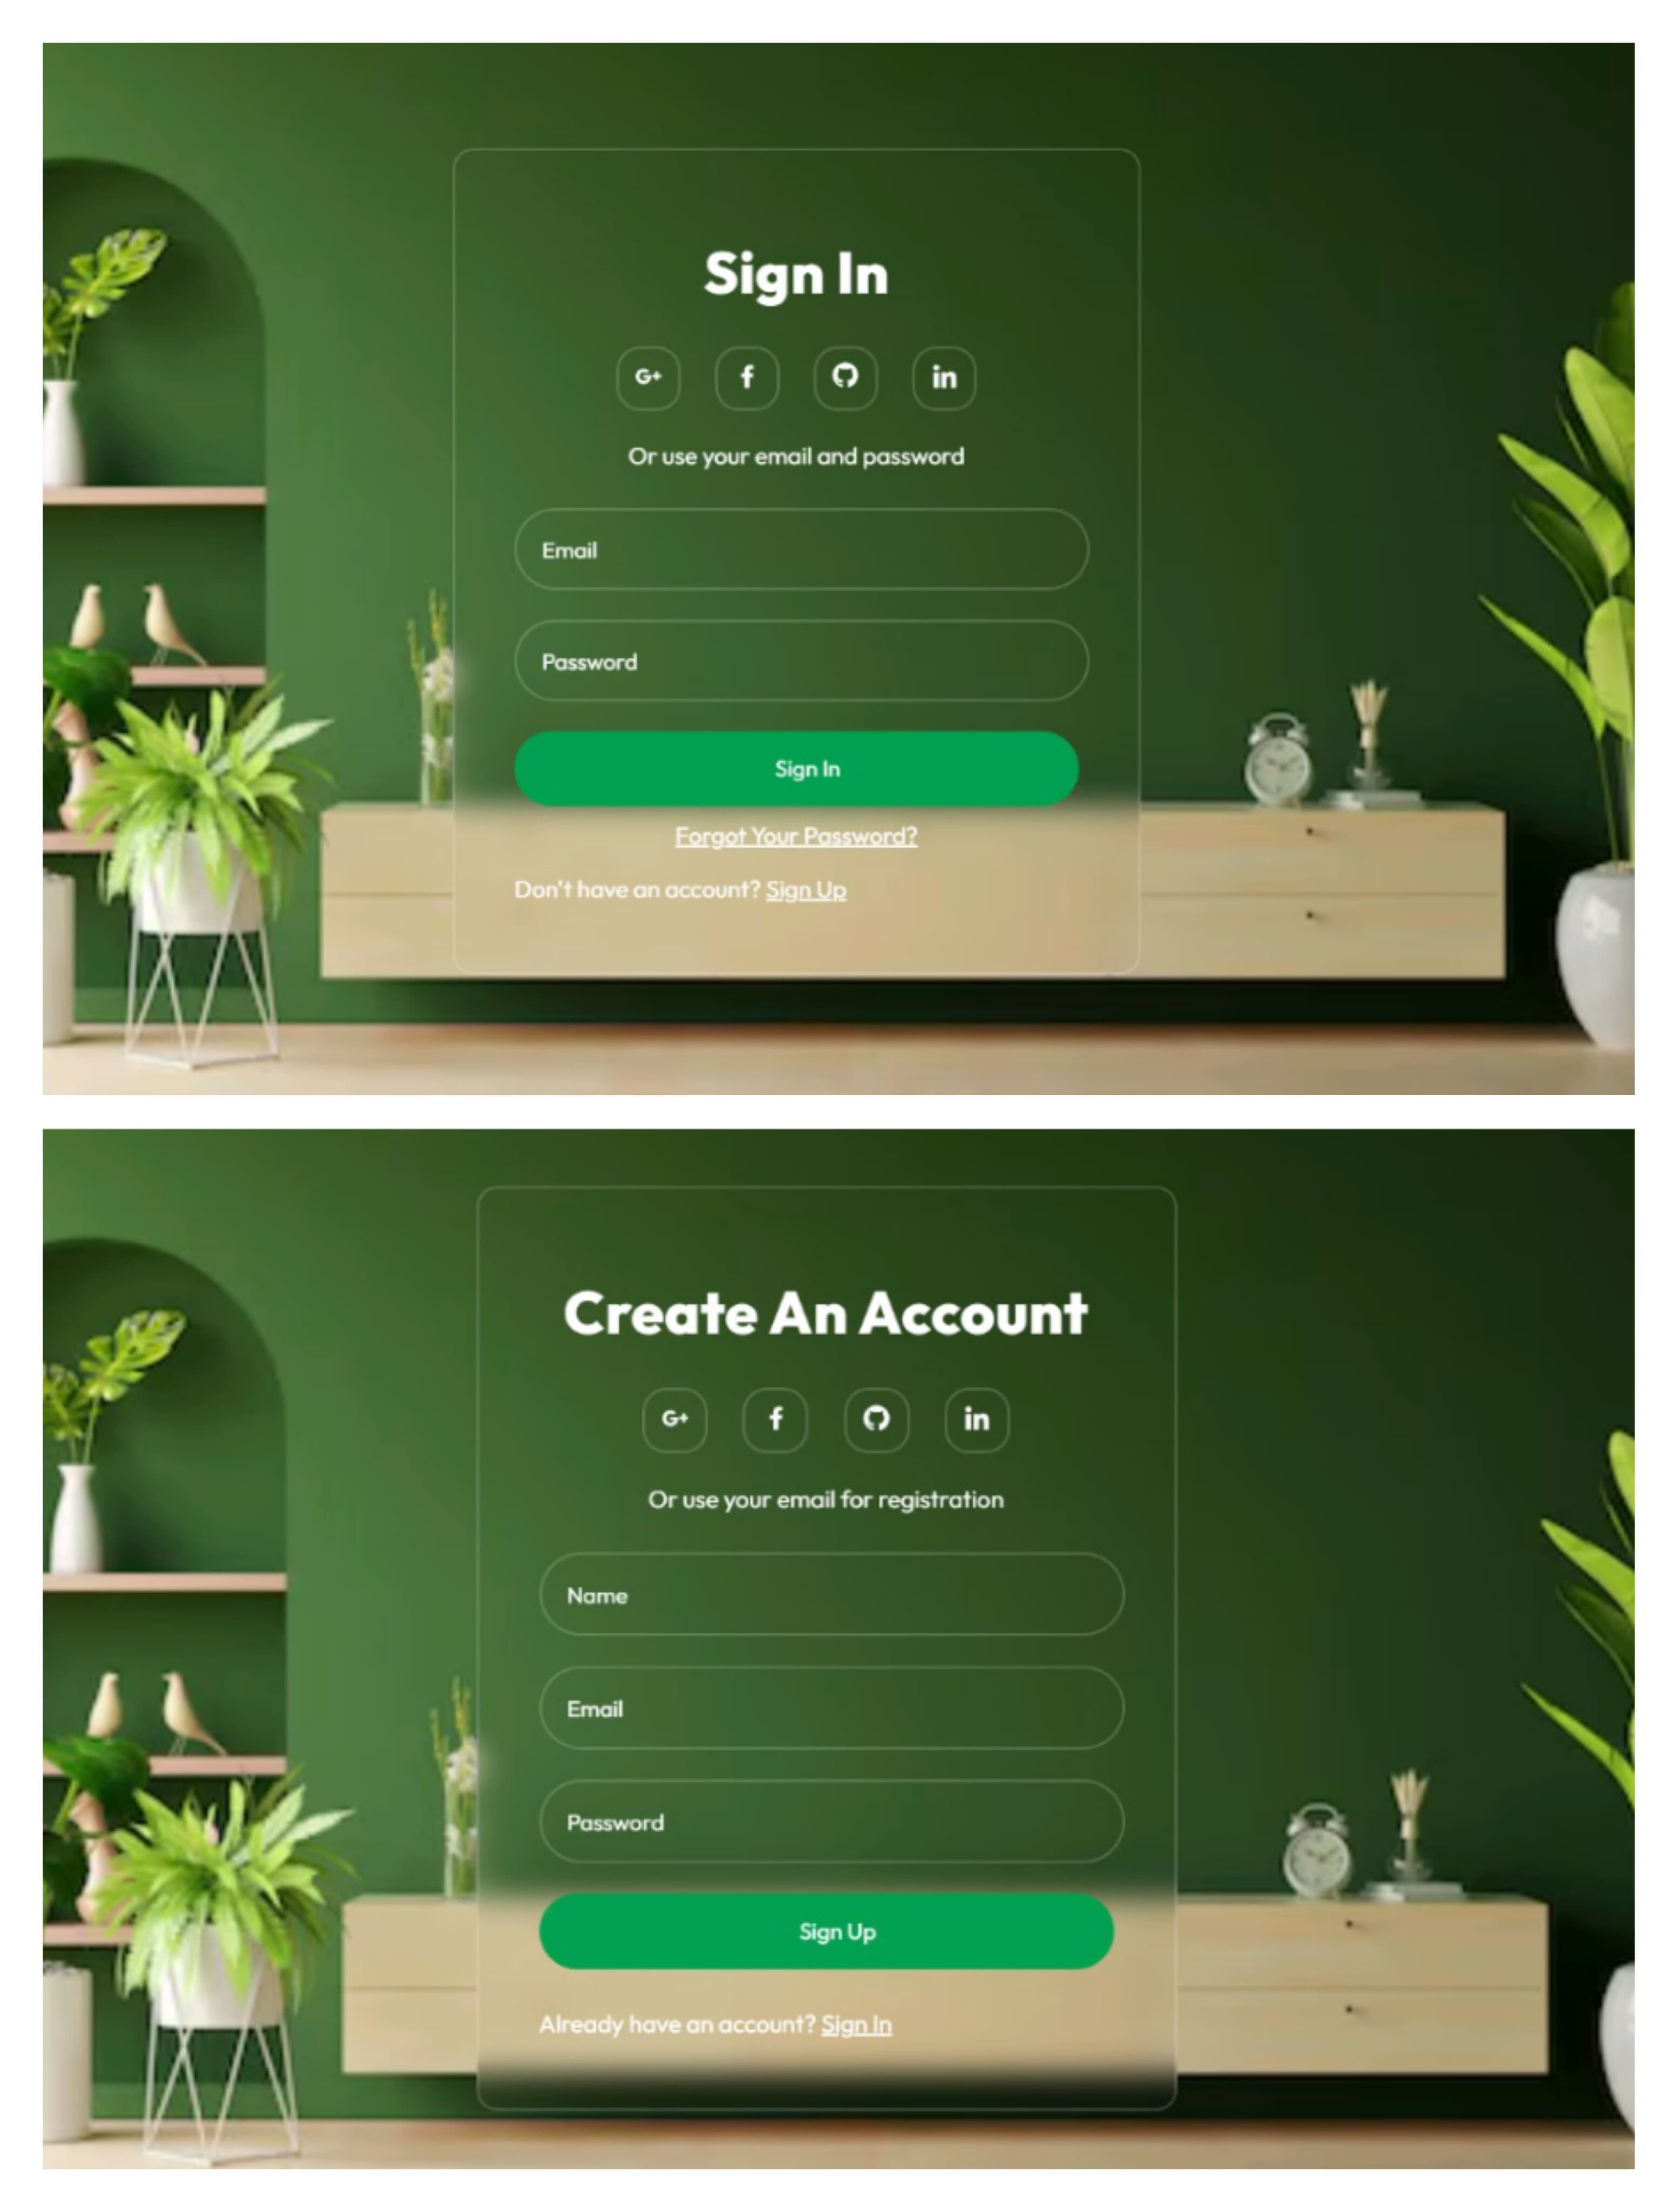 Sign In
G+ f in
Or use your email and password
Email
Password
Sign In
Forgot Your Password?
Don't have an account? Sign Up
Create An Account
G+ f in
Or use your email for registration
Name
Email
Password
Sign Up
Already have an account? Sign In